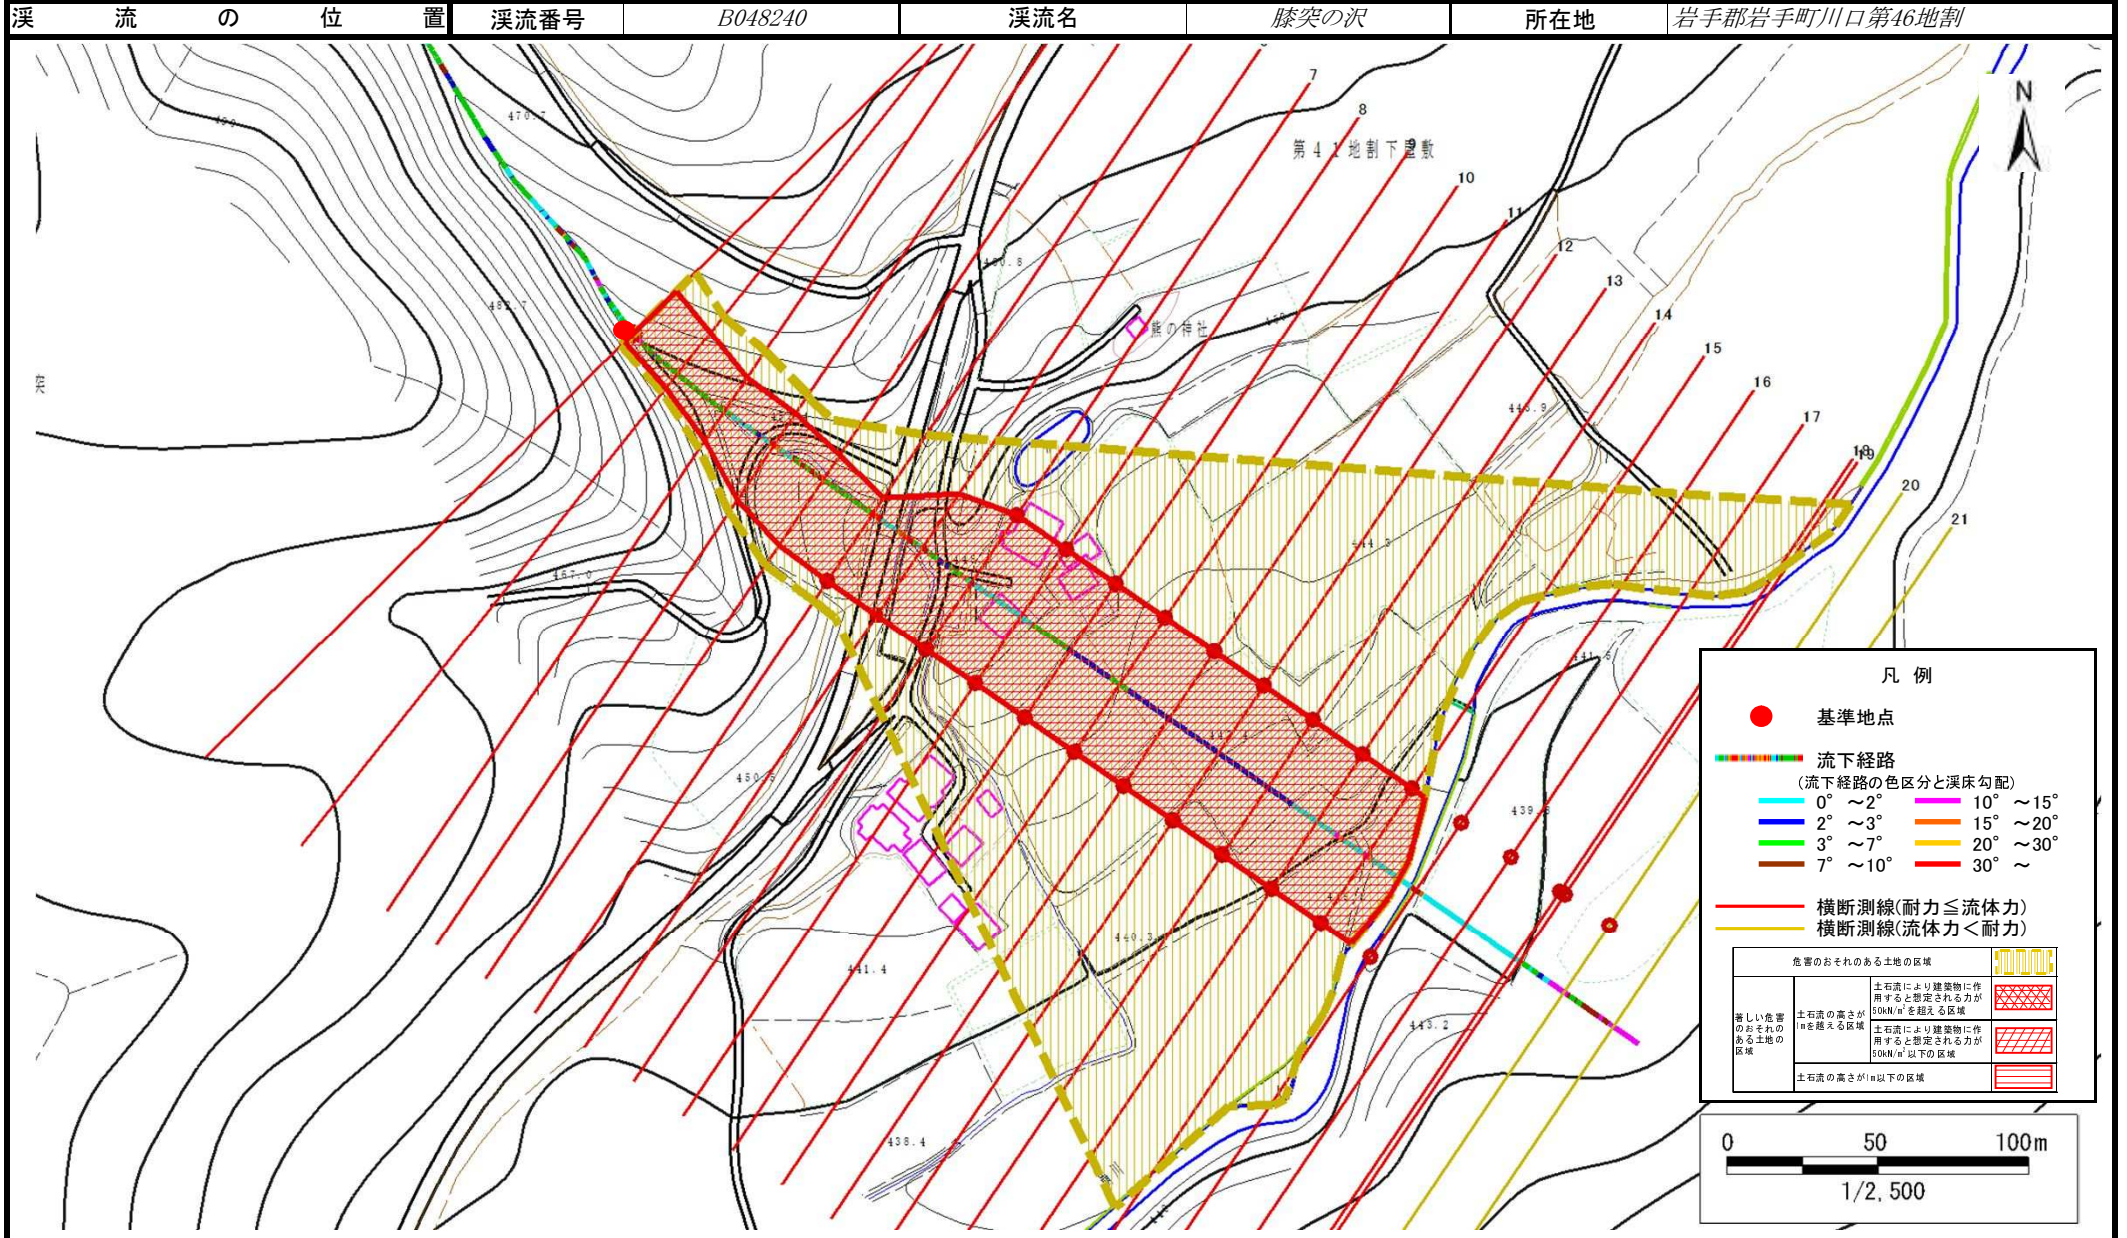 渓流の位置 渓流番号 B048240 渓流名 膝突の沢 所在地 岩手郡岩手町川口第46地割
7
8
第41地割下屋敷
9
10
11
12
13
14
15
16
17
18
19
20
21
N
470.7
482.7
熊の神社
突
467.0
444.3
450.5
441.4
440.3
438.4
443.2
凡例
基準地点
流下経路
(流下経路の色区分と渓床勾配)
0° ～2° 10° ～15°
2° ～3° 15° ～20°
3° ～7° 20° ～30°
7° ～10° 30° ～
横断測線(耐力≦流体力)
横断測線(流体力＜耐力)
危害のおそれのある土地の区域
著しい危害のおそれのある土地の区域
土石流の高さが1mを越える区域
土石流により建築物に作用すると想定される力が50kN/m²を超える区域
土石流により建築物に作用すると想定される力が50kN/m²以下の区域
土石流の高さが1m以下の区域
0 50 100m
1/2,500